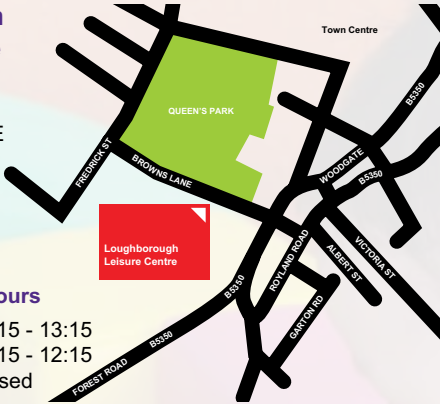 Town Centre
B5350
QUEEN'S PARK
WOODGATE
B5350
FREDRICK ST
BROWNS LANE
Loughborough
Leisure Centre
ROYLAND ROAD
ALBERT ST
VICTORIA ST
B5350
GARTON RD
ours
15 - 13:15
15 - 12:15
sed
B5350
FOREST ROAD